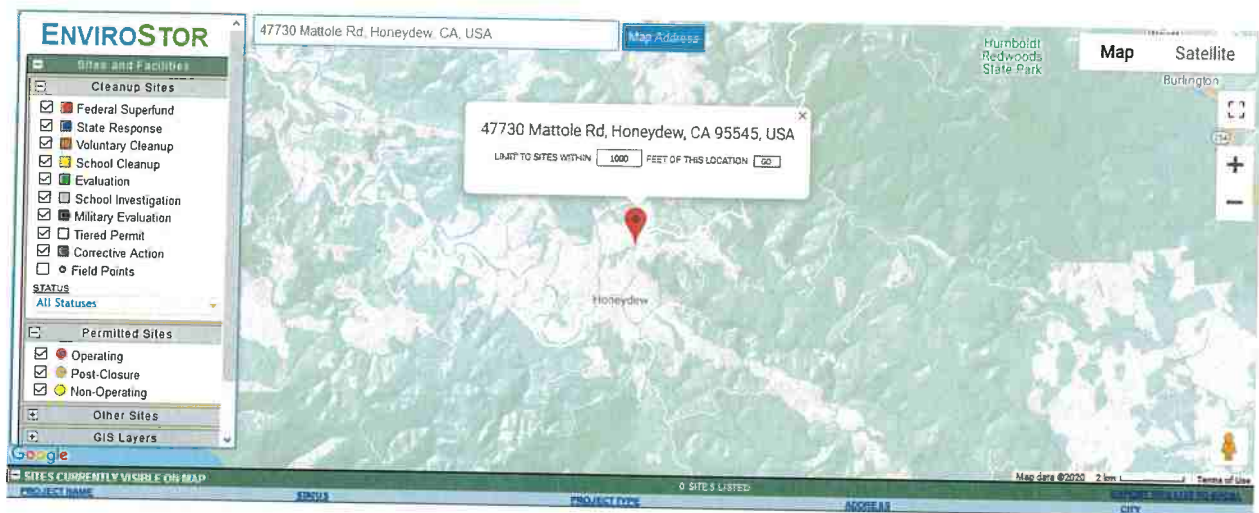 ENVIROSTOR
Sites and Facilities
Cleanup Sites
Federal Superfund
State Response
Voluntary Cleanup
School Cleanup
Evaluation
School Investigation
Military Evaluation
Tiered Permit
Corrective Action
Field Points
STATUS
All Statuses
Permitted Sites
Operating
Post-Closure
Non-Operating
Other Sites
GIS Layers
47730 Mattole Rd, Honeydew, CA, USA
Map Address
Humboldt
Redwoods
State Park
Map Satellite
Burlington
254
47730 Mattole Rd, Honeydew, CA 95545, USA
LIMIT TO SITES WITHIN 1000 FEET OF THIS LOCATION GO
Honeydew
Google
Map data ©2020 2 km Terms of Use
SITES CURRENTLY VISIBLE ON MAP
0 SITES LISTED
PROJECT NAME STATUS PROJECT TYPE ADDRESS CITY